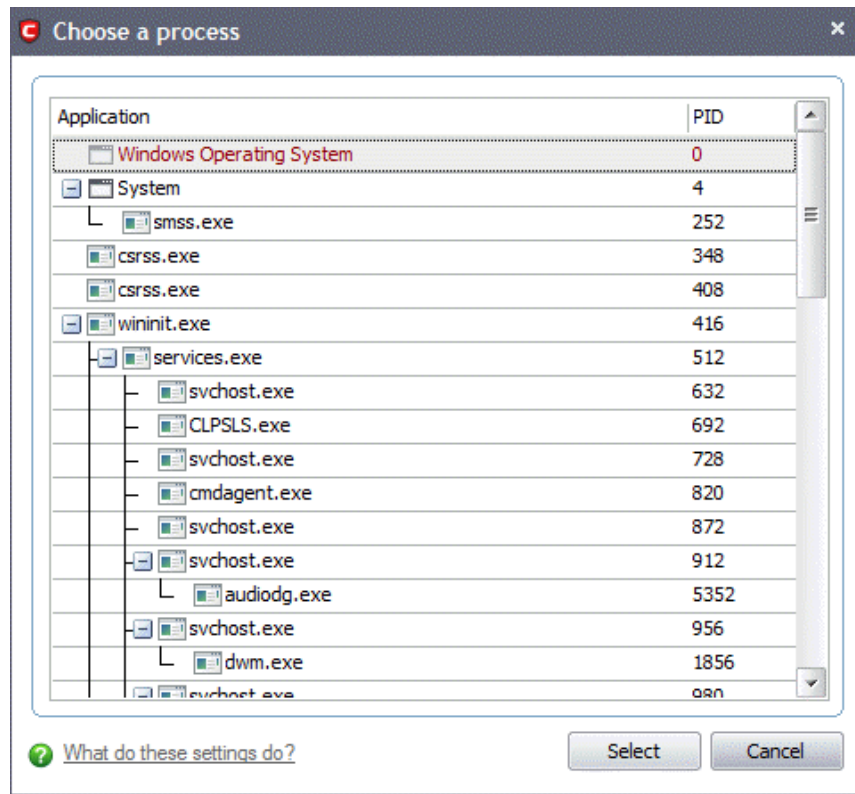 Choose a process
Application PID
Windows Operating System 0
System 4
smss.exe 252
csrss.exe 348
csrss.exe 408
wininit.exe 416
services.exe 512
svchost.exe 632
CLPSLS.exe 692
svchost.exe 728
cmdagent.exe 820
svchost.exe 872
svchost.exe 912
audiodg.exe 5352
svchost.exe 956
dwm.exe 1856
svchost.exe 980
What do these settings do?
Select Cancel